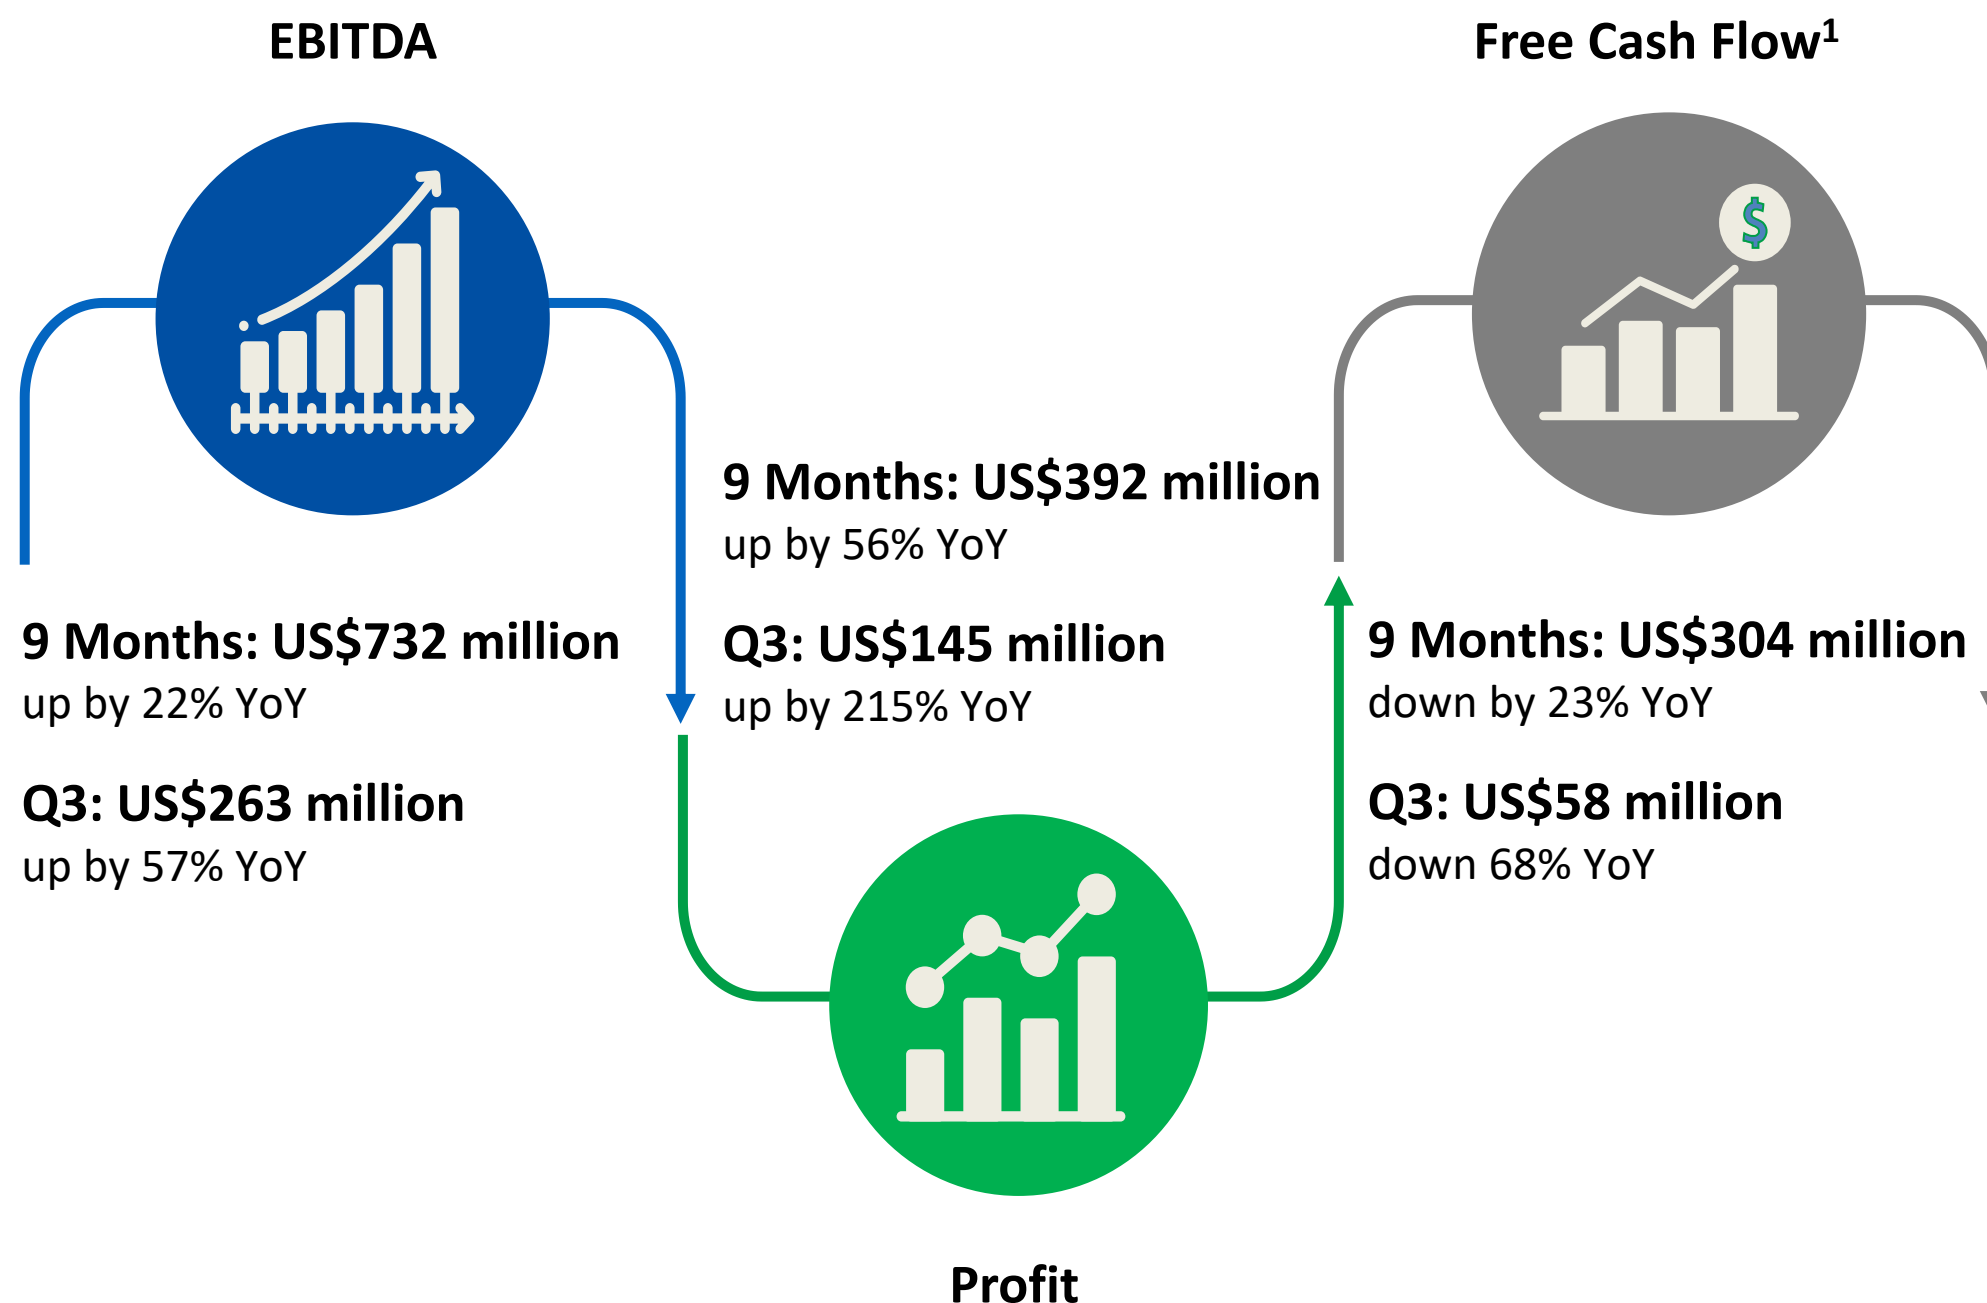 EBITDA
9 Months: US$732 million
up by 22% YoY
Q3: US$263 million
up by 57% YoY
9 Months: US$392 million
up by 56% YoY
Q3: US$145 million
up by 215% YoY
Profit
Free Cash Flow¹
$
9 Months: US$304 million
down by 23% YoY
Q3: US$58 million
down 68% YoY